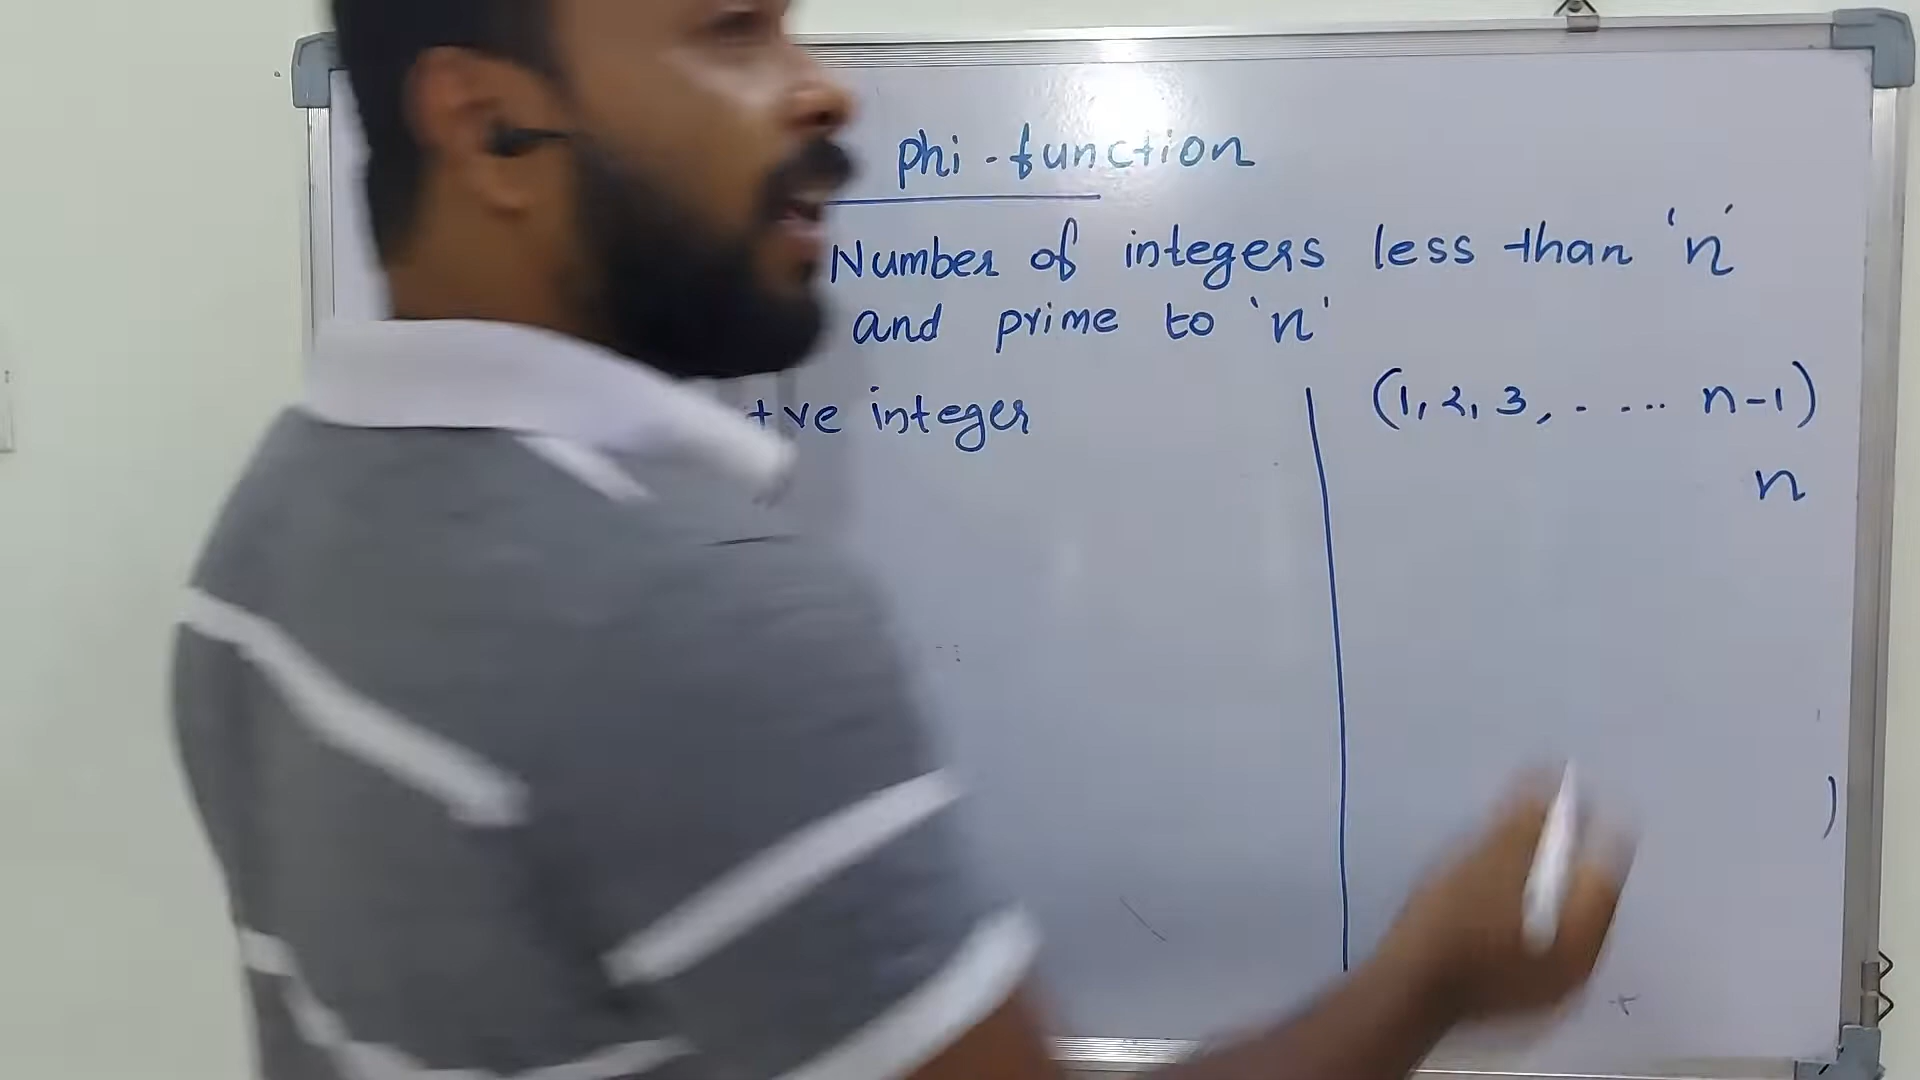 phi-function
Number of integers less than 'n'
and prime to 'n'
+ve integer
(1, 2, 3, ..... n-1)
n
)